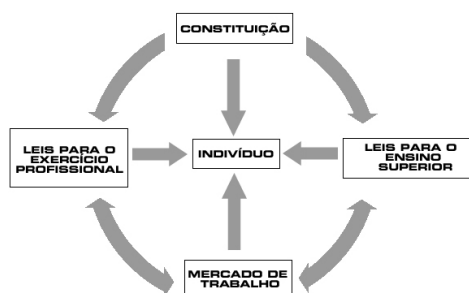 CONSTITUIÇÃO
LEIS PARA O
EXERCÍCIO
PROFISSIONAL
INDIVÍDUO
LEIS PARA O
ENSINO
SUPERIOR
MERCADO DE
TRABALHO